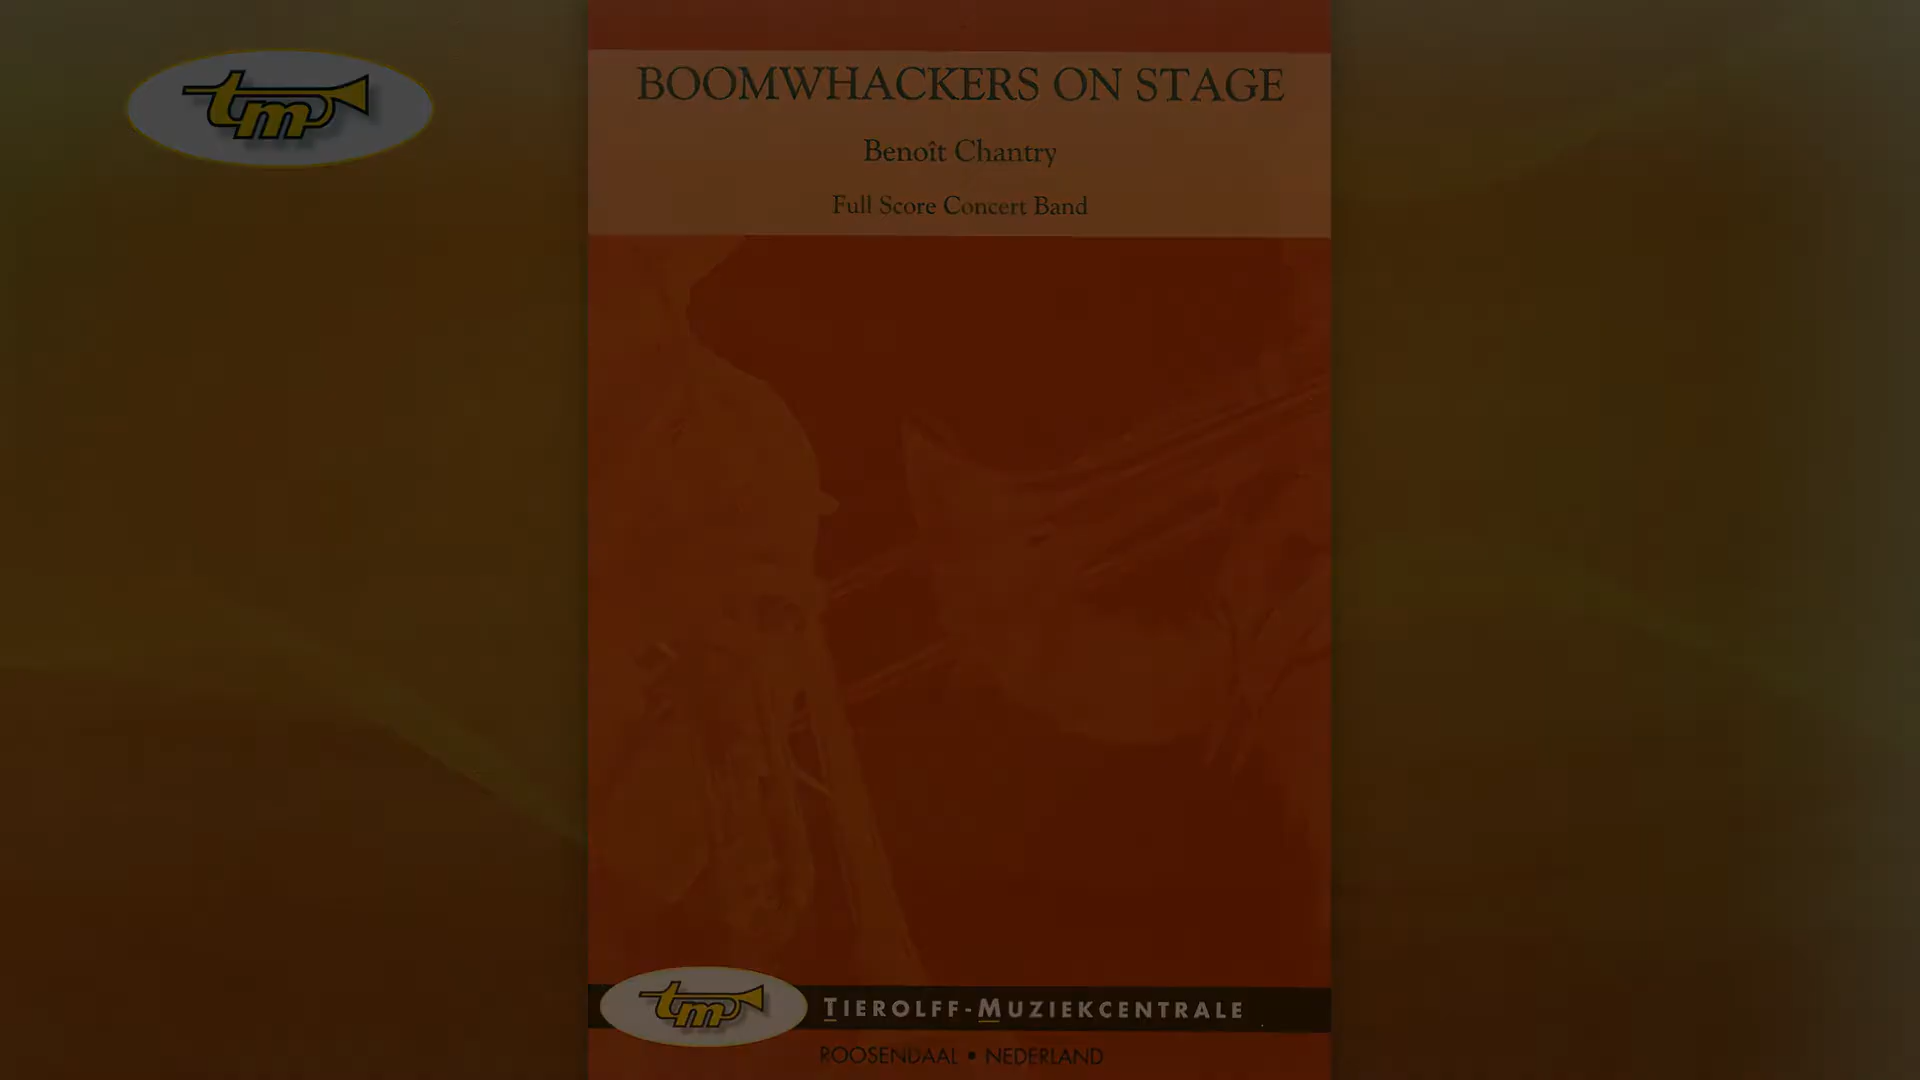 tm
BOOMWHACKERS ON STAGE
Benoît Chantry
Full Score Concert Band
tm
TIEROLFF-MUZIEKCENTRALE
ROOSENDAAL • NEDERLAND